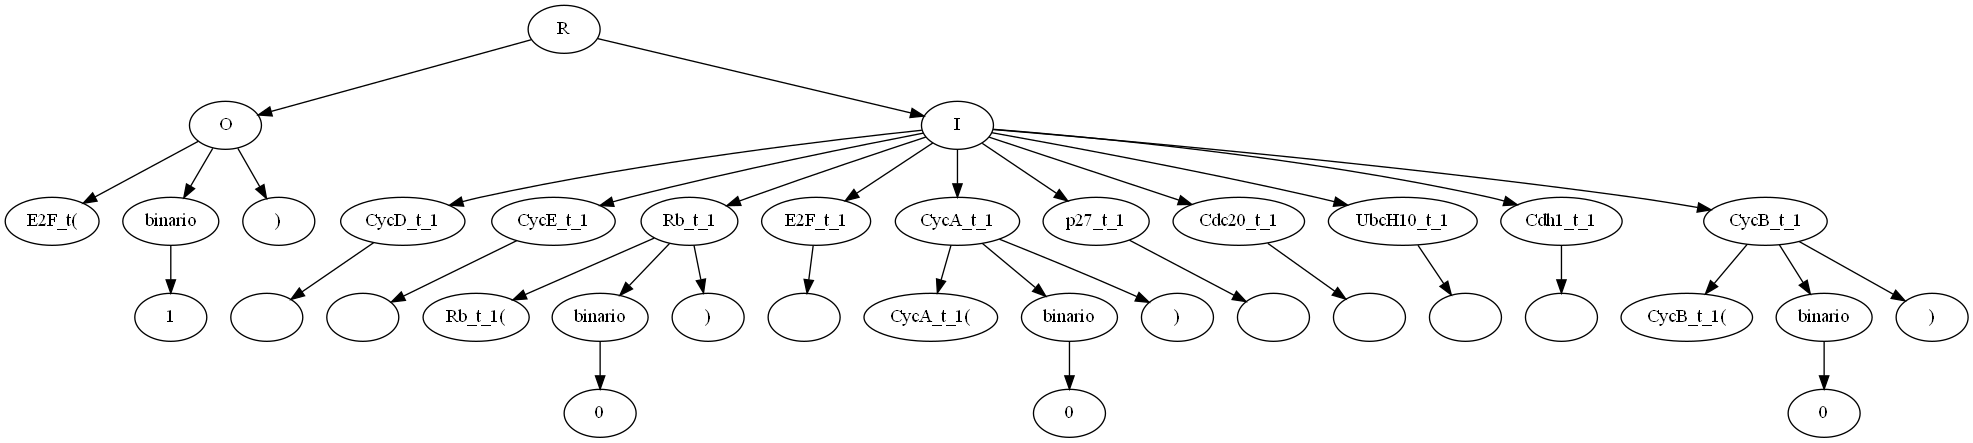 R
O
I
E2F_t(
binario
)
CycD_t_1
CycE_t_1
Rb_t_1
E2F_t_1
CycA_t_1
p27_t_1
Cdc20_t_1
UbcH10_t_1
Cdh1_t_1
CycB_t_1
1
Rb_t_1(
binario
)
CycA_t_1(
binario
)
CycB_t_1(
binario
)
0
0
0